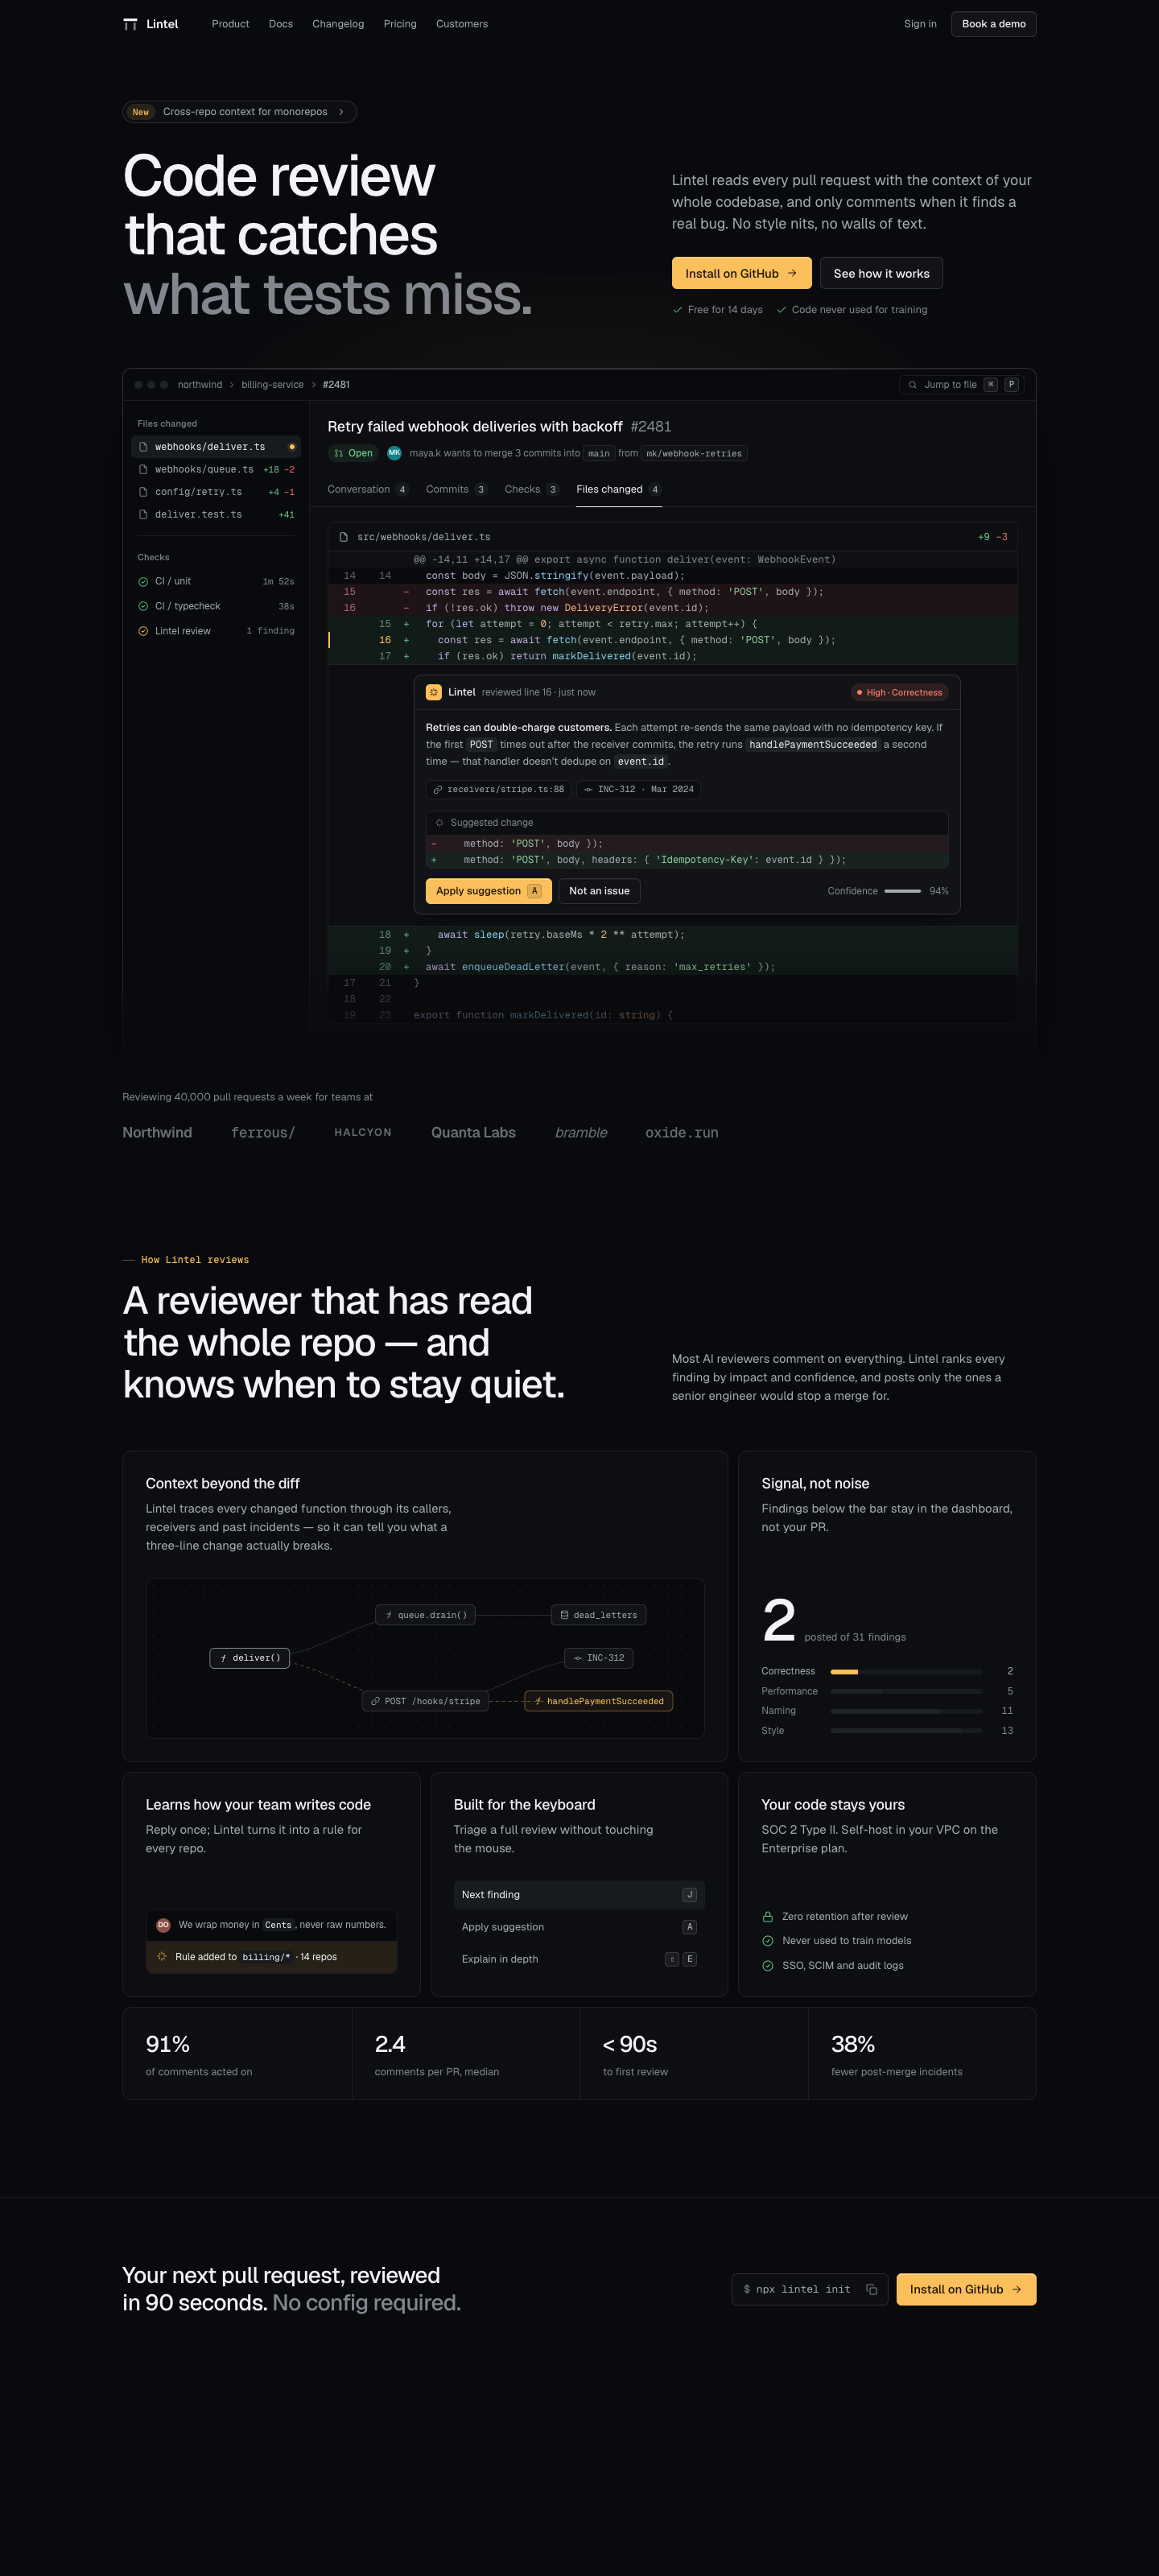 Lintel Product Docs Changelog Pricing Customers Sign in Book a demo
New Cross-repo context for monorepos
Code review
that catches
what tests miss.
Lintel reads every pull request with the context of your
whole codebase, and only comments when it finds a
real bug. No style nits, no walls of text.
Install on GitHub → See how it works
Free for 14 days Code never used for training
northwind > billing-service > #2481 Jump to file ⌘ P
Files changed
webhooks/deliver.ts
webhooks/queue.ts +18 −2
config/retry.ts +4 −1
deliver.test.ts +41
Checks
CI / unit 1m 52s
CI / typecheck 38s
Lintel review 1 finding
Retry failed webhook deliveries with backoff #2481
Open MK maya.k wants to merge 3 commits into main from mk/webhook-retries
Conversation 4 Commits 3 Checks 3 Files changed 4
src/webhooks/deliver.ts +9 −3
@@ -14,11 +14,17 @@ export async function deliver(event: WebhookEvent)
14 14 const body = JSON.stringify(event.payload);
15 − const res = await fetch(event.endpoint, { method: 'POST', body });
16 − if (!res.ok) throw new DeliveryError(event.id);
15 + for (let attempt = 0; attempt < retry.max; attempt++) {
16 + const res = await fetch(event.endpoint, { method: 'POST', body });
17 + if (res.ok) return markDelivered(event.id);
Lintel reviewed line 16 · just now High · Correctness
Retries can double-charge customers. Each attempt re-sends the same payload with no idempotency key. If
the first POST times out after the receiver commits, the retry runs handlePaymentSucceeded a second
time — that handler doesn't dedupe on event.id.
receivers/stripe.ts:88 INC-312 · Mar 2024
Suggested change
− method: 'POST', body });
+ method: 'POST', body, headers: { 'Idempotency-Key': event.id } });
Apply suggestion A Not an issue Confidence 94%
18 + await sleep(retry.baseMs * 2 ** attempt);
19 + }
20 + await enqueueDeadLetter(event, { reason: 'max_retries' });
17 21 }
18 22
19 23 export function markDelivered(id: string) {
Reviewing 40,000 pull requests a week for teams at
Northwind ferrous/ HALCYON Quanta Labs bramble oxide.run
How Lintel reviews
A reviewer that has read
the whole repo — and
knows when to stay quiet.
Most AI reviewers comment on everything. Lintel ranks every
finding by impact and confidence, and posts only the ones a
senior engineer would stop a merge for.
Context beyond the diff
Lintel traces every changed function through its callers,
receivers and past incidents — so it can tell you what a
three-line change actually breaks.
queue.drain() dead_letters
deliver() INC-312
POST /hooks/stripe handlePaymentSucceeded
Signal, not noise
Findings below the bar stay in the dashboard,
not your PR.
2 posted of 31 findings
Correctness 2
Performance 5
Naming 11
Style 13
Learns how your team writes code
Reply once; Lintel turns it into a rule for
every repo.
DO We wrap money in Cents, never raw numbers.
Rule added to billing/* · 14 repos
Built for the keyboard
Triage a full review without touching
the mouse.
Next finding J
Apply suggestion A
Explain in depth ⇧ E
Your code stays yours
SOC 2 Type II. Self-host in your VPC on the
Enterprise plan.
Zero retention after review
Never used to train models
SSO, SCIM and audit logs
91%
of comments acted on
2.4
comments per PR, median
< 90s
to first review
38%
fewer post-merge incidents
Your next pull request, reviewed
in 90 seconds. No config required.
$ npx lintel init Install on GitHub →